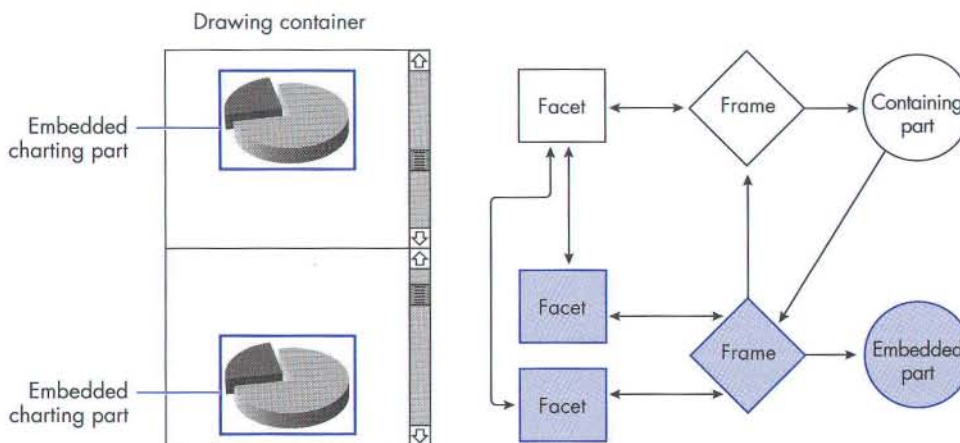 Drawing container
Embedded
charting part
Embedded
charting part
Facet
Frame
Containing
part
Facet
Frame
Embedded
part
Facet